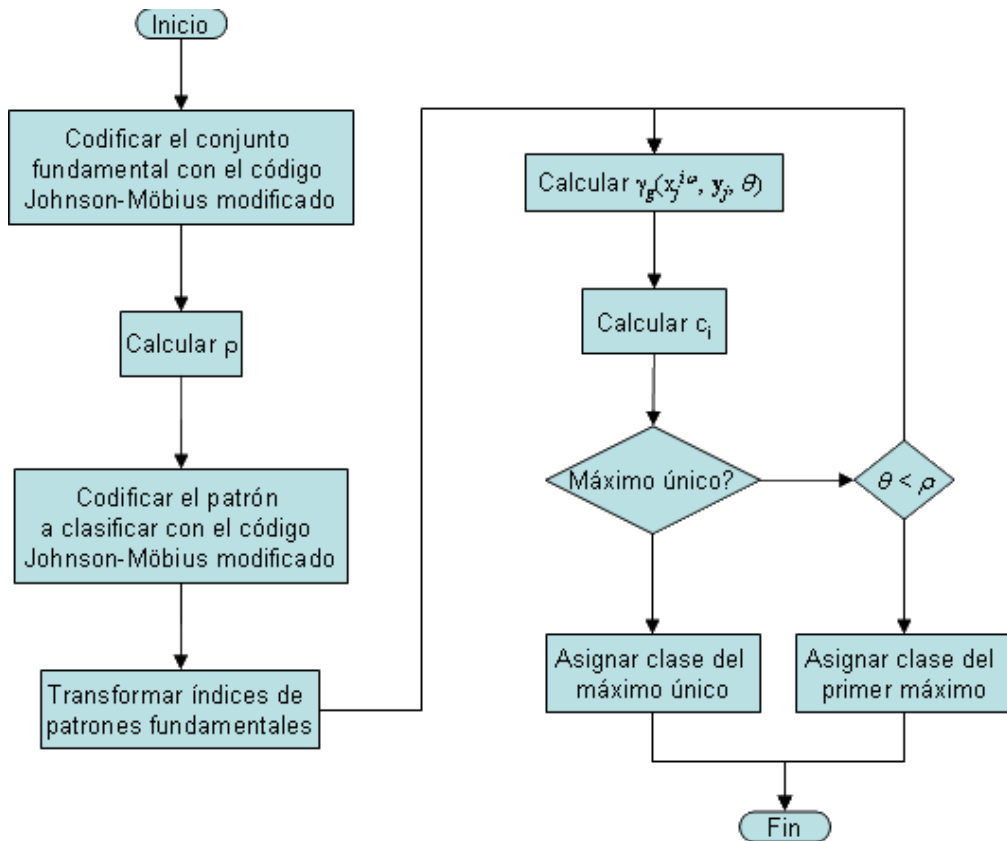 Inicio
Codificar el conjunto
fundamental con el código
Johnson-Möbius modificado
Calcular ρ
Codificar el patrón
a clasificar con el código
Johnson-Möbius modificado
Transformar índices de
patrones fundamentales
Calcular γg(xj^iω, yj, θ)
Calcular ci
Máximo único?
θ < ρ
Asignar clase del
máximo único
Asignar clase del
primer máximo
Fin